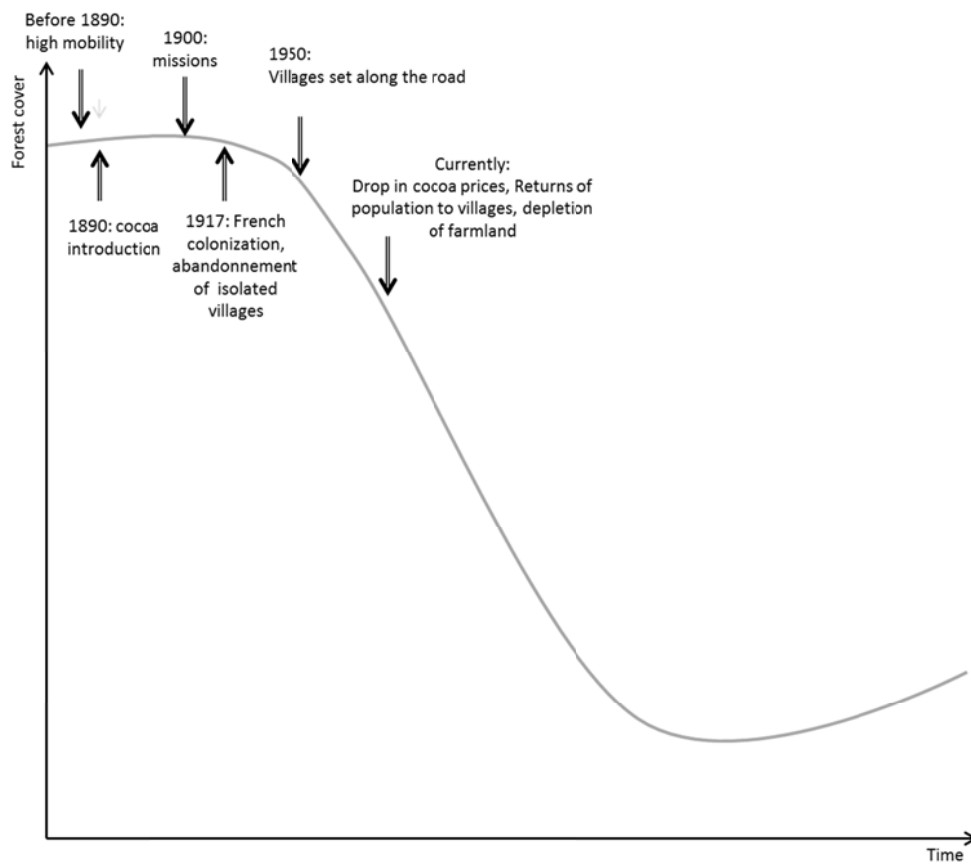 Before 1890:
high mobility
1900:
missions
1950:
Villages set along the road
Forest cover
Currently:
Drop in cocoa prices, Returns of
population to villages, depletion
of farmland
1890: cocoa
introduction
1917: French
colonization,
abandonnement
of isolated
villages
Time